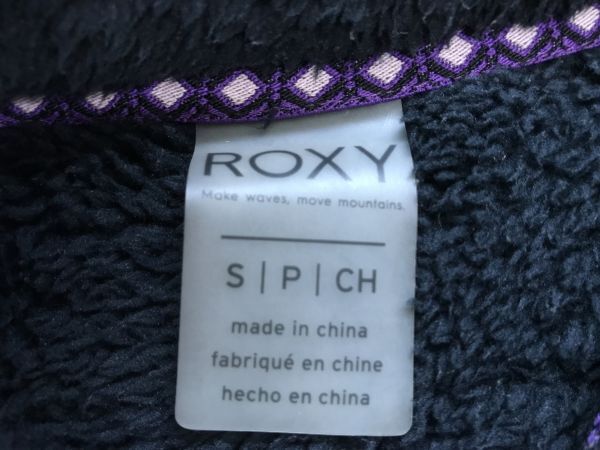 ROXY
Make waves, move mountains.
S | P | CH
made in china
fabriqué en chine
hecho en china